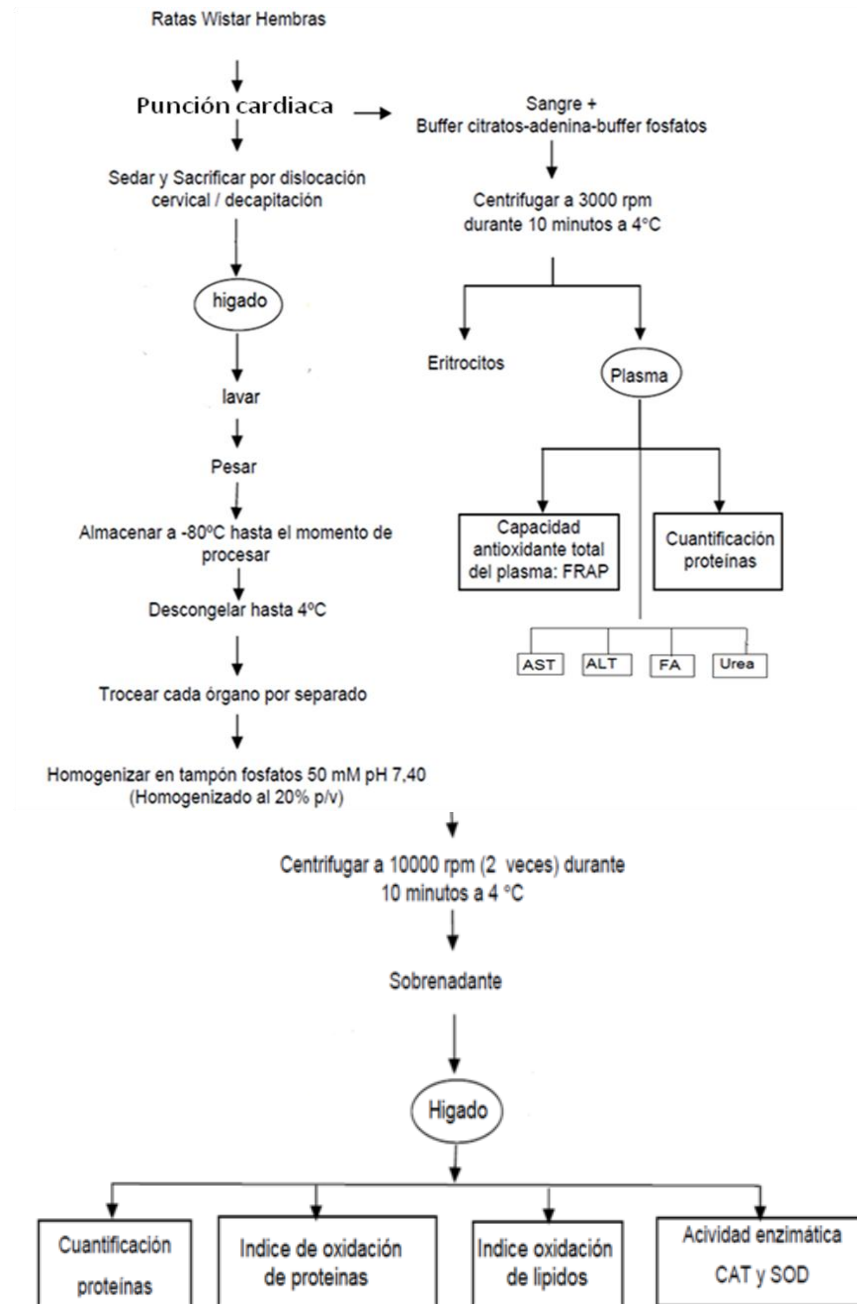 Ratas Wistar Hembras
Punción cardiaca
Sangre +
Buffer citratos-adenina-buffer fosfatos
Sedar y Sacrificar por dislocación
cervical / decapitación
Centrifugar a 3000 rpm
durante 10 minutos a 4°C
higado
Eritrocitos
Plasma
lavar
Pesar
Almacenar a -80ºC hasta el momento de
procesar
Capacidad
antioxidante total
del plasma: FRAP
Cuantificación
proteínas
Descongelar hasta 4ºC
AST
ALT
FA
Urea
Trocear cada órgano por separado
Homogenizar en tampón fosfatos 50 mM pH 7,40
(Homogenizado al 20% p/v)
Centrifugar a 10000 rpm (2 veces) durante
10 minutos a 4 °C
Sobrenadante
Higado
Cuantificación
proteínas
Indice de oxidación
de proteinas
Indice oxidación
de lipidos
Acividad enzimática
CAT y SOD